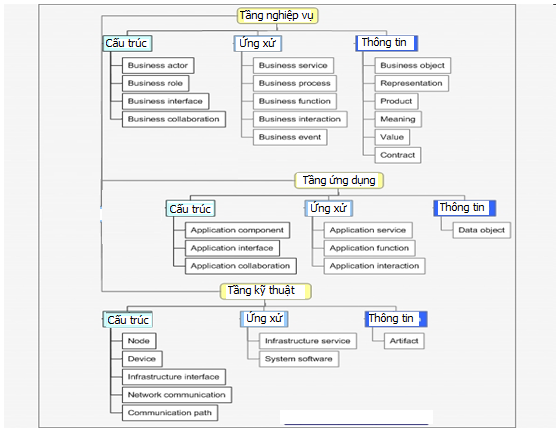 Tầng nghiệp vụ
Cấu trúc
Ứng xử
Thông tin
Business actor
Business role
Business interface
Business collaboration
Business service
Business process
Business function
Business interaction
Business event
Business object
Representation
Product
Meaning
Value
Contract
Tầng ứng dụng
Cấu trúc
Ứng xử
Thông tin
Application component
Application interface
Application collaboration
Application service
Application function
Application interaction
Data object
Tầng kỹ thuật
Cấu trúc
Ứng xử
Thông tin
Node
Device
Infrastructure interface
Network communication
Communication path
Infrastructure service
System software
Artifact